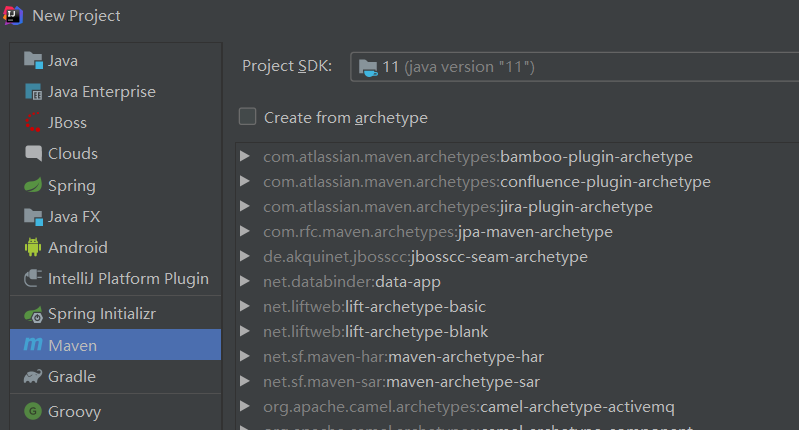 New Project
Java
Java Enterprise
JBoss
Clouds
Spring
Java FX
Android
IntelliJ Platform Plugin
Spring Initializr
Maven
Gradle
Groovy
Project SDK: 11 (java version "11")
Create from archetype
com.atlassian.maven.archetypes:bamboo-plugin-archetype
com.atlassian.maven.archetypes:confluence-plugin-archetype
com.atlassian.maven.archetypes:jira-plugin-archetype
com.rfc.maven.archetypes:jpa-maven-archetype
de.akquinet.jbosscc:jbosscc-seam-archetype
net.databinder:data-app
net.liftweb:lift-archetype-basic
net.liftweb:lift-archetype-blank
net.sf.maven-har:maven-archetype-har
net.sf.maven-sar:maven-archetype-sar
org.apache.camel.archetypes:camel-archetype-activemq